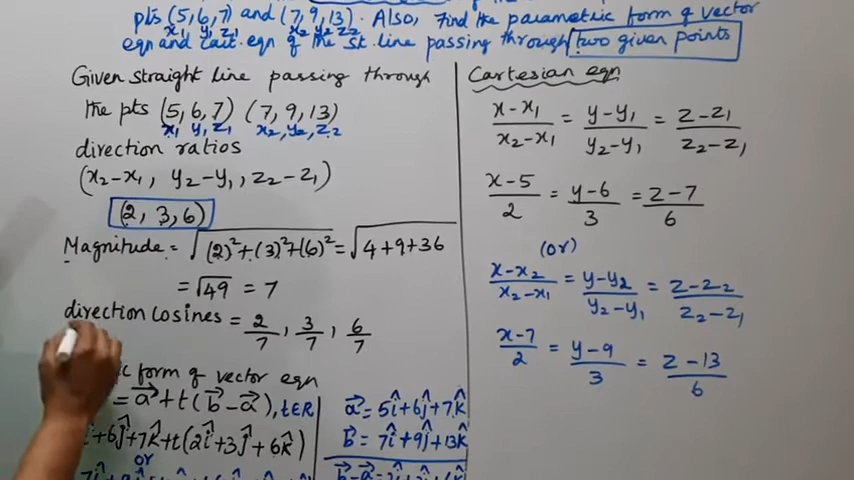 pts (5,6,7) and (7,9,13). Also, Find the parametric form of vector
x₁ y₁ z₁ x₂ y₂ z₂
eqn and Cart. eqn of the st. line passing through two given points
Given straight line passing through
the pts (5,6,7) (7,9,13)
x₁ y₁ z₁ x₂, y₂, z₂
direction ratios
(x₂-x₁, y₂-y₁, z₂-z₁)
(2, 3, 6)
Magnitude = √(2)²+(3)²+(6)² = √4+9+36
= √49 = 7
direction cosines = 2/7, 3/7, 6/7
form of vector eqn
= a⃗ + t(b⃗ - a⃗), t∈R
+6ĵ+7k̂+t(2î+3ĵ+6k̂)
or
a⃗ = 5î+6ĵ+7k̂
b⃗ = 7î+9ĵ+13k̂
b⃗-a⃗ =
Cartesian eqn
x-x₁/x₂-x₁ = y-y₁/y₂-y₁ = z-z₁/z₂-z₁
x-5/2 = y-6/3 = z-7/6
(or)
x-x₂/x₂-x₁ = y-y₂/y₂-y₁ = z-z₂/z₂-z₁
x-7/2 = y-9/3 = z-13/6